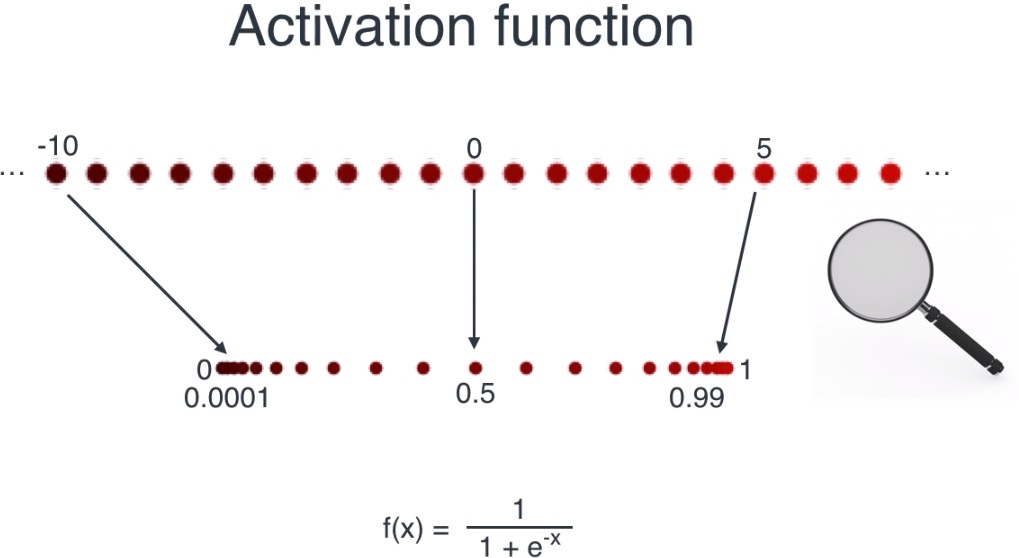 Activation function
... -10 0 5 ...
0 1
0.0001 0.5 0.99
f(x) = 1 / 1 + e^-x